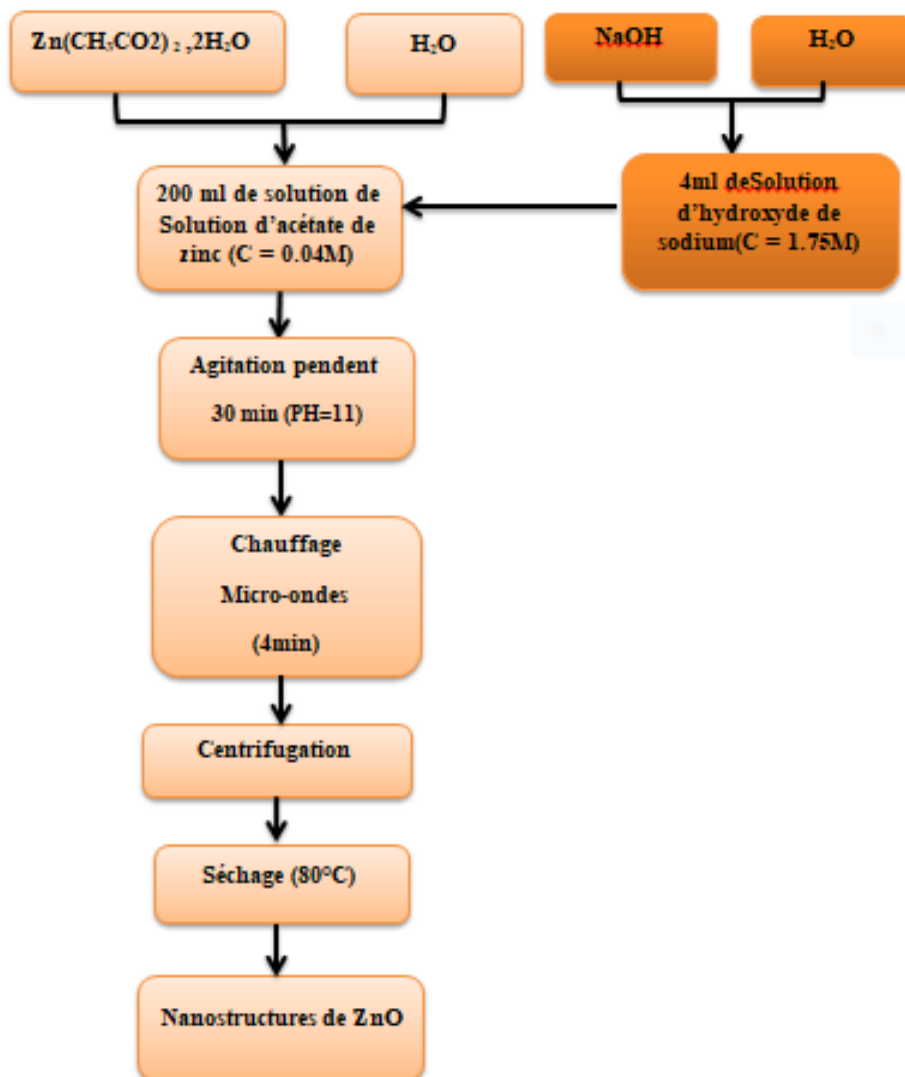 Zn(CH₃CO2) ₂ ,2H₂O
H₂O
NaOH
H₂O
200 ml de solution de
Solution d'acétate de
zinc (C = 0.04M)
4ml deSolution
d'hydroxyde de
sodium(C = 1.75M)
Agitation pendent
30 min (PH=11)
Chauffage
Micro-ondes
(4min)
Centrifugation
Séchage (80°C)
Nanostructures de ZnO